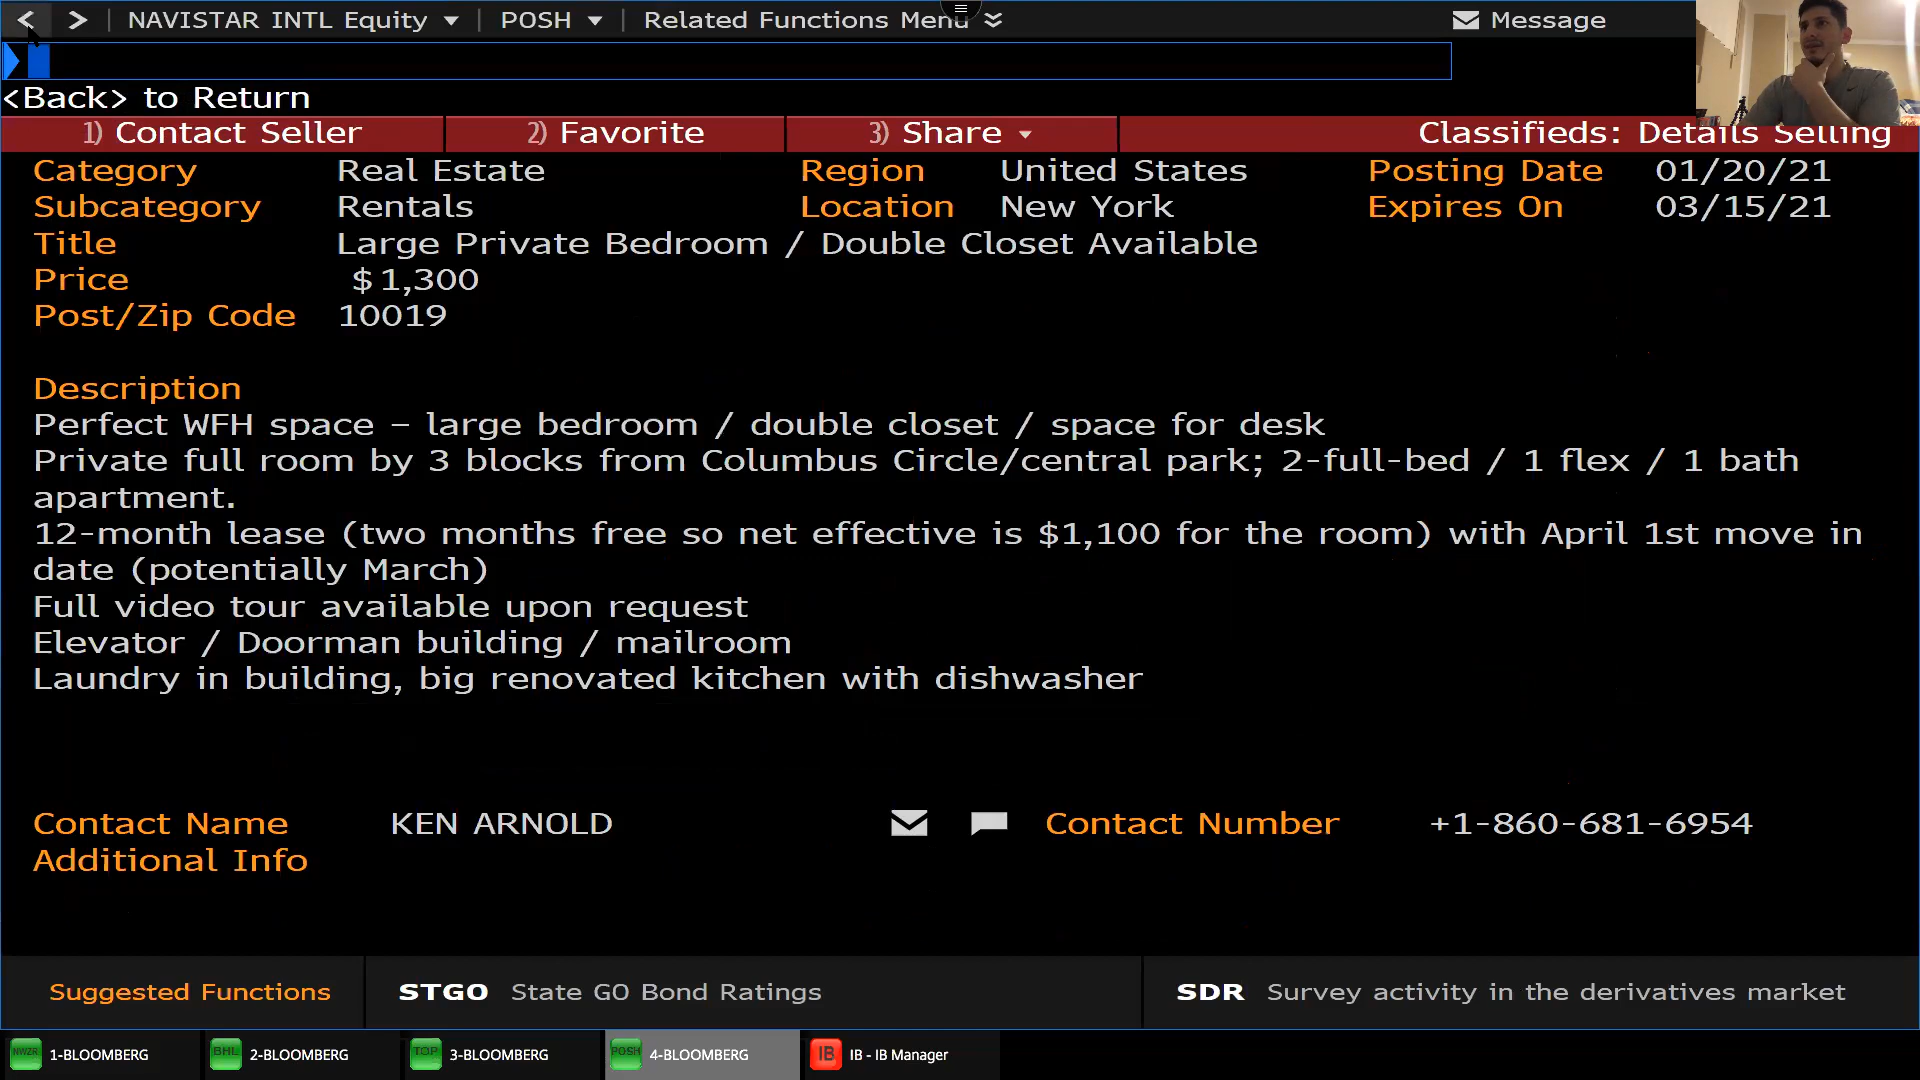 < > NAVISTAR INTL Equity POSH Related Functions Menu Message
<Back> to Return
1) Contact Seller 2) Favorite 3) Share Classifieds: Details Selling
Category Real Estate Region United States Posting Date 01/20/21
Subcategory Rentals Location New York Expires On 03/15/21
Title Large Private Bedroom / Double Closet Available
Price $ 1,300
Post/Zip Code 10019
Description
Perfect WFH space – large bedroom / double closet / space for desk
Private full room by 3 blocks from Columbus Circle/central park; 2-full-bed / 1 flex / 1 bath
apartment.
12-month lease (two months free so net effective is $1,100 for the room) with April 1st move in
date (potentially March)
Full video tour available upon request
Elevator / Doorman building / mailroom
Laundry in building, big renovated kitchen with dishwasher
Contact Name KEN ARNOLD Contact Number +1-860-681-6954
Additional Info
Suggested Functions STGO State GO Bond Ratings SDR Survey activity in the derivatives market
NWZR 1-BLOOMBERG BHL 2-BLOOMBERG TOP 3-BLOOMBERG POSH 4-BLOOMBERG IB IB - IB Manager